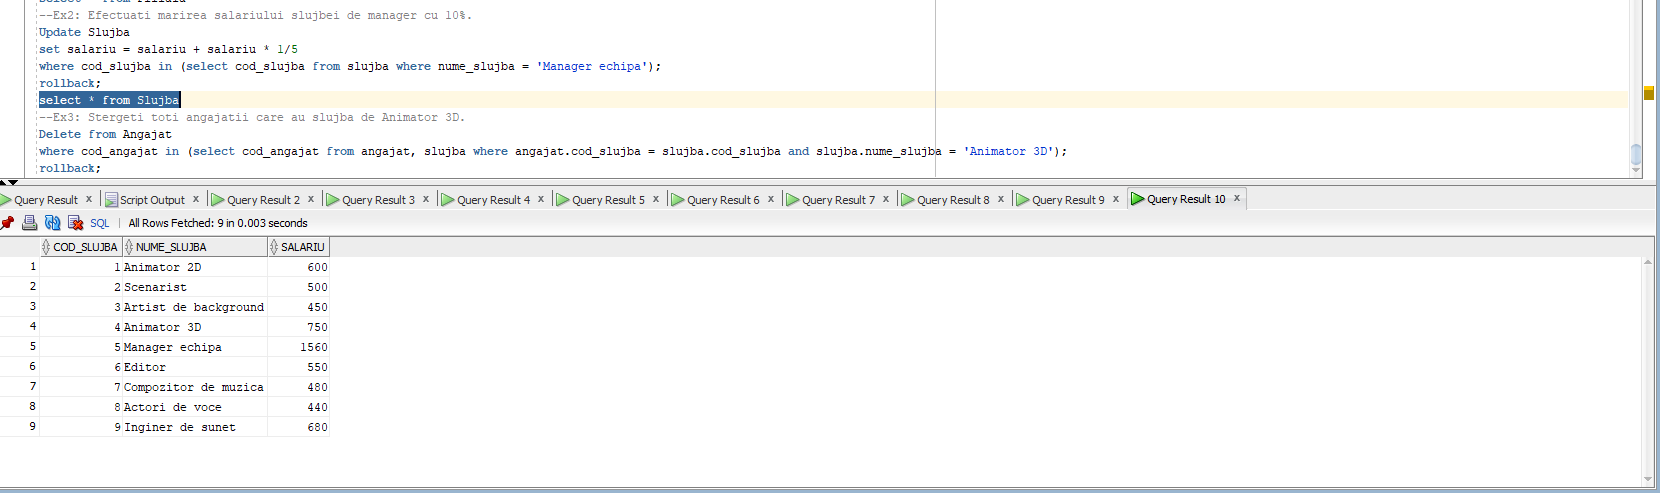 --Ex2: Efectuati marirea salariului slujbei de manager cu 10%.
Update Slujba
set salariu = salariu + salariu * 1/5
where cod_slujba in (select cod_slujba from slujba where nume_slujba = 'Manager echipa');
rollback;
select * from Slujba
--Ex3: Stergeti toti angajatii care au slujba de Animator 3D.
Delete from Angajat
where cod_angajat in (select cod_angajat from angajat, slujba where angajat.cod_slujba = slujba.cod_slujba and slujba.nume_slujba = 'Animator 3D');
rollback;
Query Result x Script Output x Query Result 2 x Query Result 3 x Query Result 4 x Query Result 5 x Query Result 6 x Query Result 7 x Query Result 8 x Query Result 9 x Query Result 10 x
SQL | All Rows Fetched: 9 in 0.003 seconds
COD_SLUJBA NUME_SLUJBA SALARIU
1 1 Animator 2D 600
2 2 Scenarist 500
3 3 Artist de background 450
4 4 Animator 3D 750
5 5 Manager echipa 1560
6 6 Editor 550
7 7 Compozitor de muzica 480
8 8 Actori de voce 440
9 9 Inginer de sunet 680